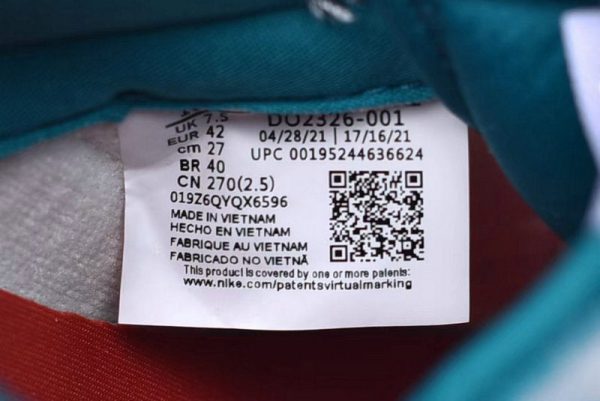 UK 7.5
EUR 42
cm 27
BR 40
CN 270(2.5)
019Z6QYQX6596
MADE IN VIETNAM
HECHO EN VIETNAM
FABRIQUE AU VIETNAM
FABRICADO NO VIETNÃ
DO2326-001
04/28/21 | 17/16/21
UPC 00195244636624
This product is covered by one or more patents:
www.nike.com/patentsvirtualmarking